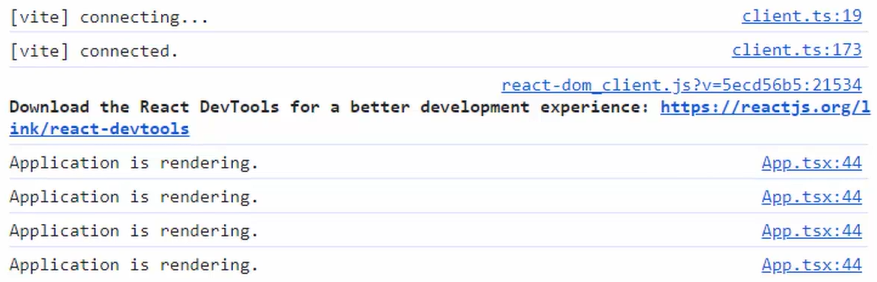 [vite] connecting... client.ts:19
[vite] connected. client.ts:173
react-dom_client.js?v=5ecd56b5:21534
Download the React DevTools for a better development experience: https://reactjs.org/l
ink/react-devtools
Application is rendering. App.tsx:44
Application is rendering. App.tsx:44
Application is rendering. App.tsx:44
Application is rendering. App.tsx:44